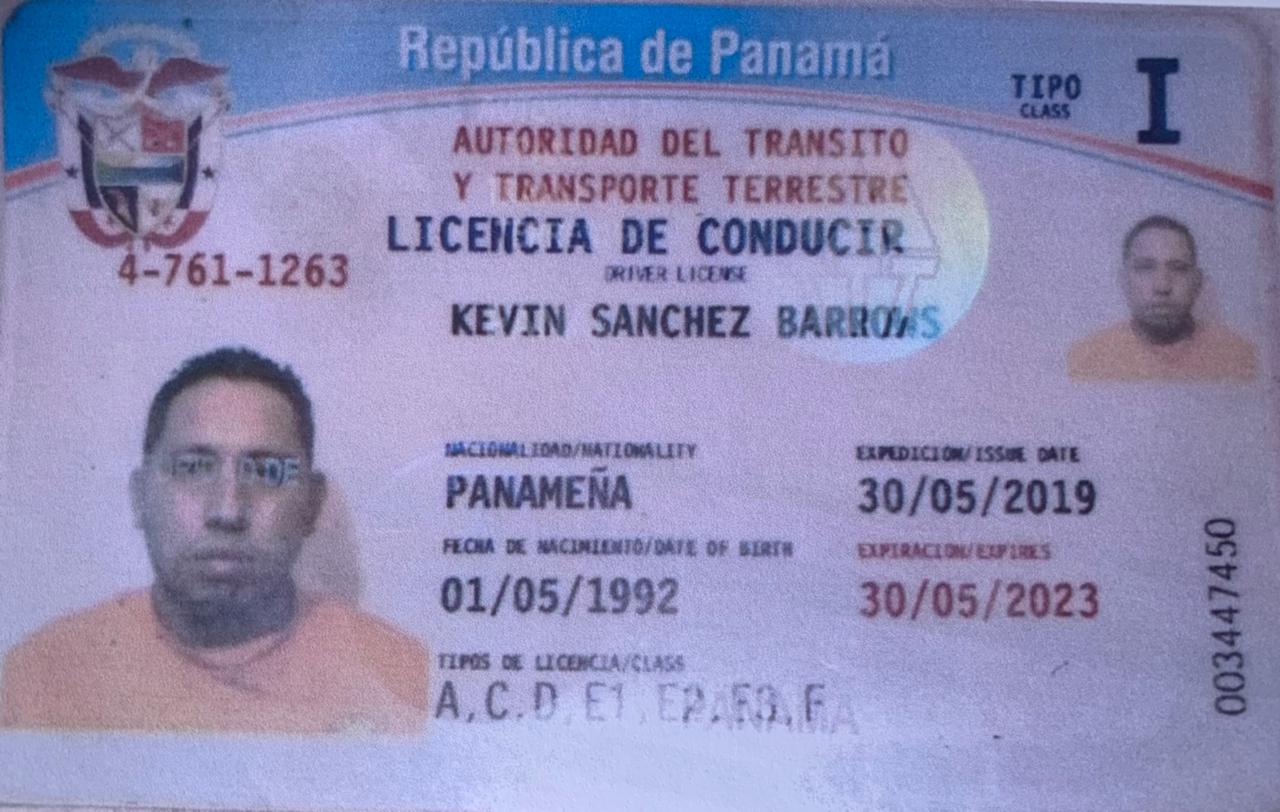 República de Panamá
TIPO
CLASS
I
AUTORIDAD DEL TRANSITO
Y TRANSPORTE TERRESTRE
LICENCIA DE CONDUCIR
DRIVER LICENSE
4-761-1263
KEVIN SANCHEZ BARROWS
NACIONALIDAD/NATIONALITY
PANAMEÑA
EXPEDICION/ISSUE DATE
30/05/2019
FECHA DE NACIMIENTO/DATE OF BIRTH
01/05/1992
EXPIRACION/EXPIRES
30/05/2023
TIPOS DE LICENCIA/CLASS
A,C.D,E1,E2,E3,F
PANAMA
003447450